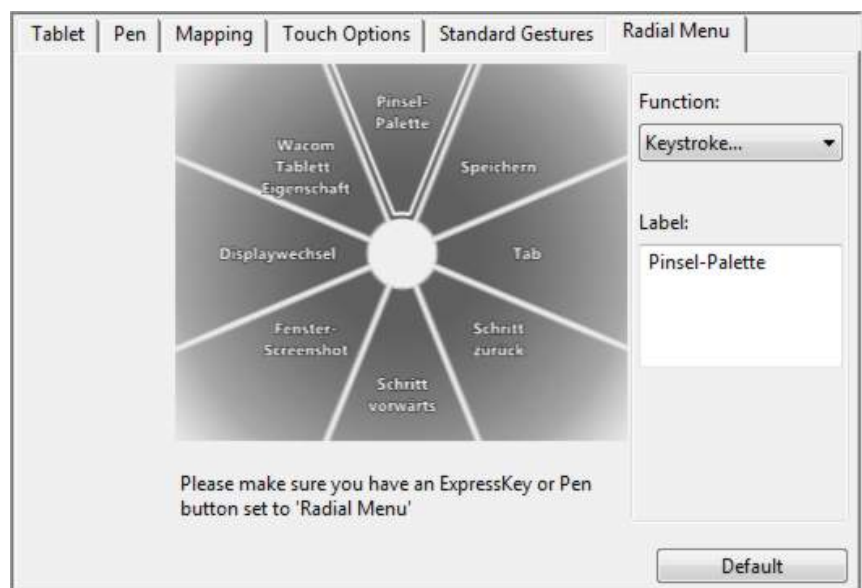 Tablet
Pen
Mapping
Touch Options
Standard Gestures
Radial Menu
Pinsel-
Palette
Speichern
Tab
Schritt
zurück
Schritt
vorwärts
Fenster-
Screenshot
Displaywechsel
Wacom
Tablett
Eigenschaft
Function:
Keystroke...
Label:
Pinsel-Palette
Please make sure you have an ExpressKey or Pen
button set to 'Radial Menu'
Default